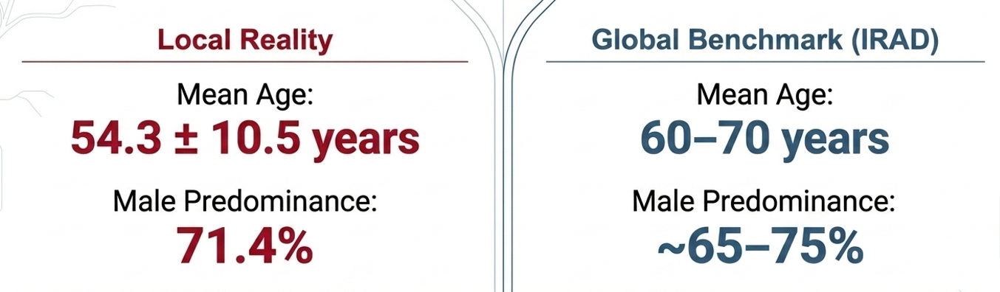 Local Reality
Mean Age:
54.3 ± 10.5 years
Male Predominance:
71.4%
Global Benchmark (IRAD)
Mean Age:
60–70 years
Male Predominance:
~65–75%